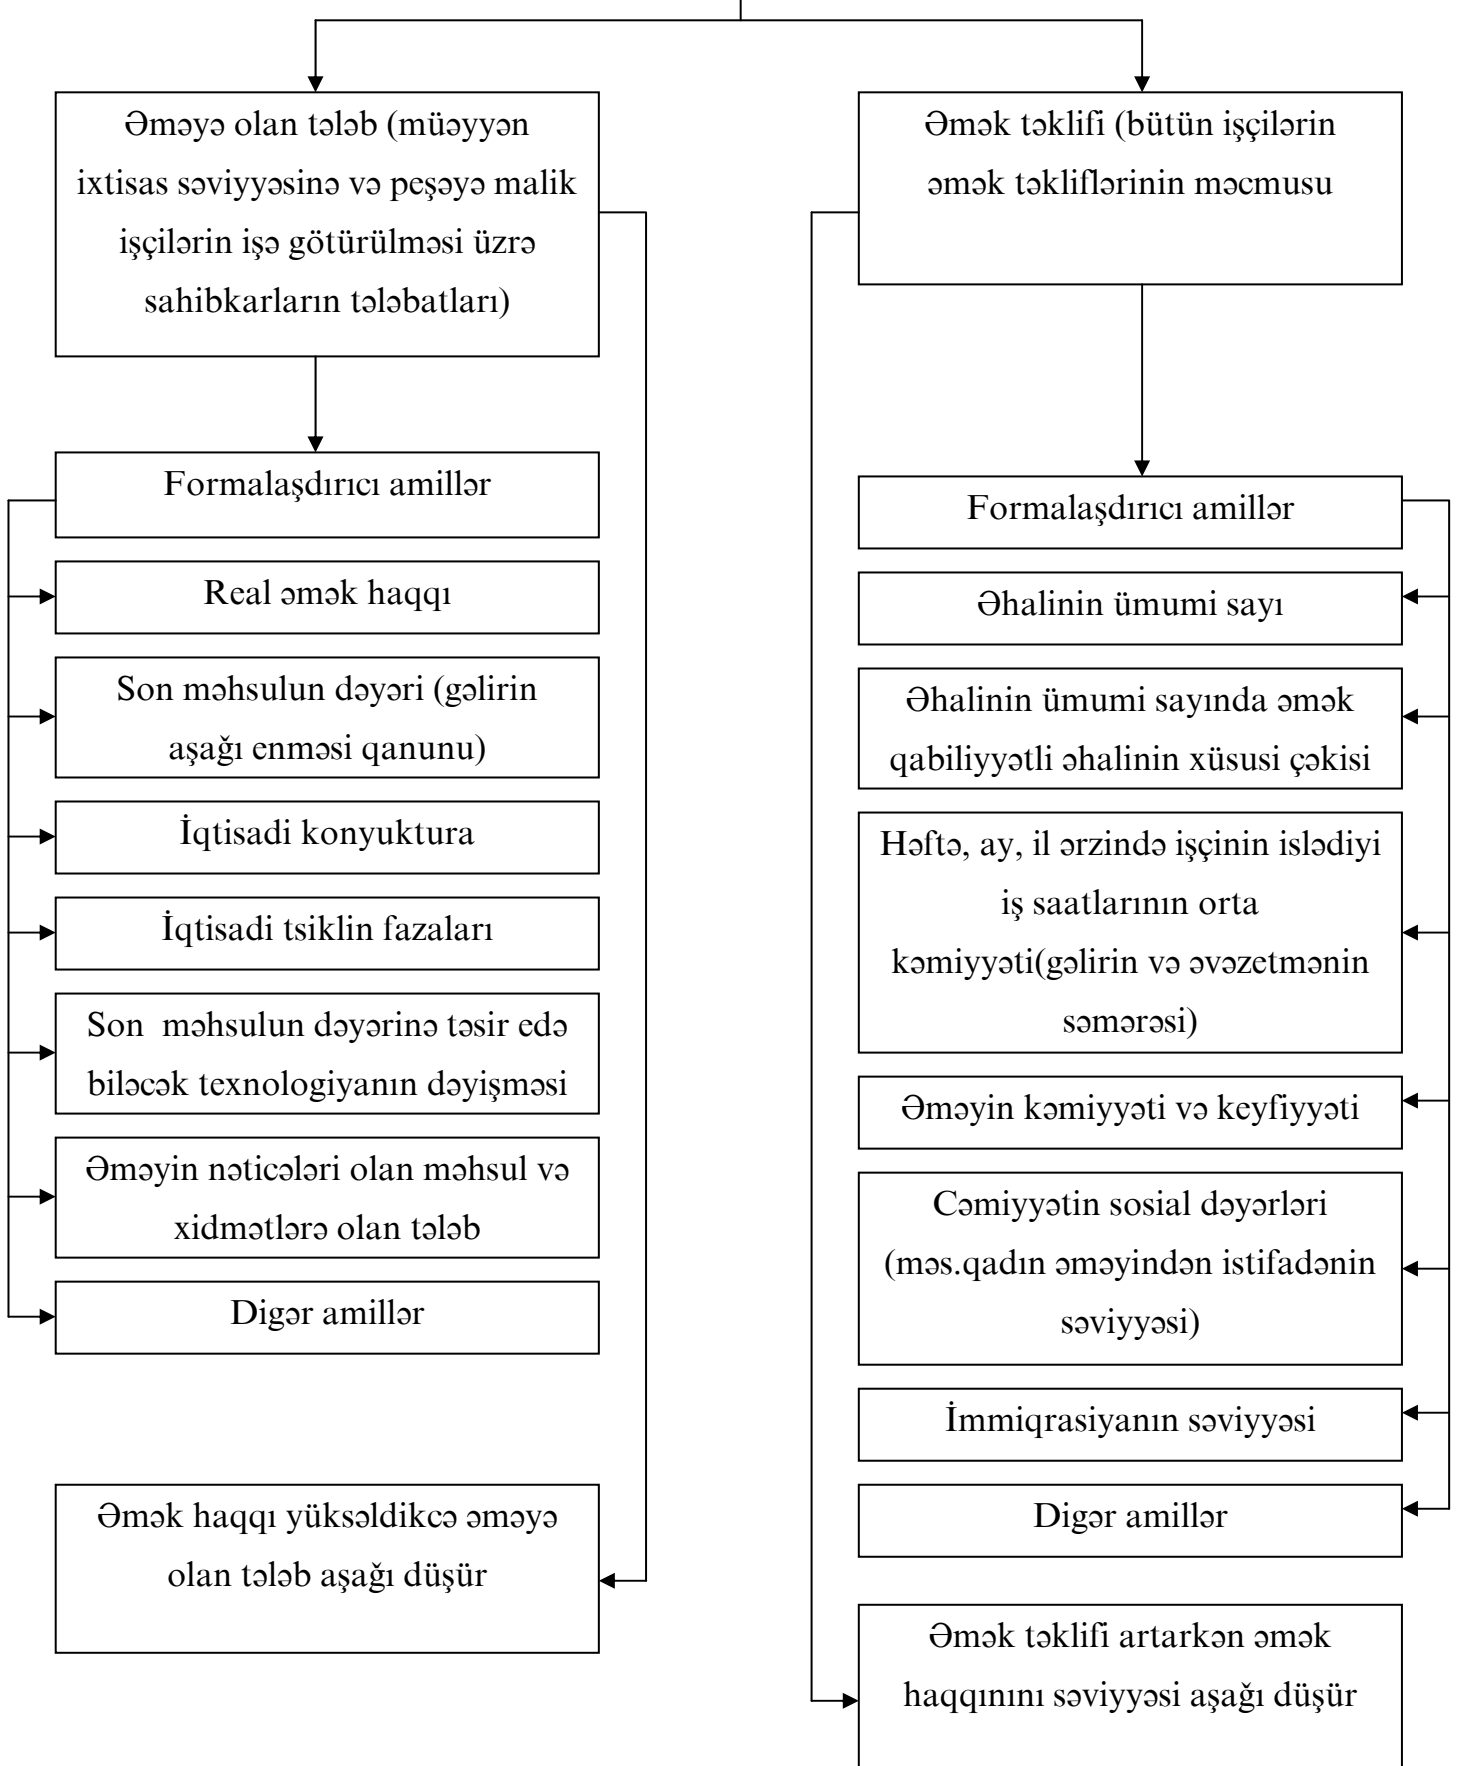 Əməyə olan tələb (müəyyən
ixtisas səviyyəsinə və peşəyə malik
işçilərin işə götürülməsi üzrə
sahibkarların tələbatları)
Formalaşdırıcı amillər
Real əmək haqqı
Son məhsulun dəyəri (gəlirin
aşağı enməsi qanunu)
İqtisadi konyuktura
İqtisadi tsiklin fazaları
Son məhsulun dəyərinə təsir edə
biləcək texnologiyanın dəyişməsi
Əməyin nəticələri olan məhsul və
xidmətlərə olan tələb
Digər amillər
Əmək haqqı yüksəldikcə əməyə
olan tələb aşağı düşür
Əmək təklifi (bütün işçilərin
əmək təkliflərinin məcmusu
Formalaşdırıcı amillər
Əhalinin ümumi sayı
Əhalinin ümumi sayında əmək
qabiliyyətli əhalinin xüsusi çəkisi
Həftə, ay, il ərzində işçinin islədiyi
iş saatlarının orta
kəmiyyəti(gəlirin və əvəzetmənin
səmərəsi)
Əməyin kəmiyyəti və keyfiyyəti
Cəmiyyətin sosial dəyərləri
(məs.qadın əməyindən istifadənin
səviyyəsi)
İmmiqrasiyanın səviyyəsi
Digər amillər
Əmək təklifi artarkən əmək
haqqınını səviyyəsi aşağı düşür